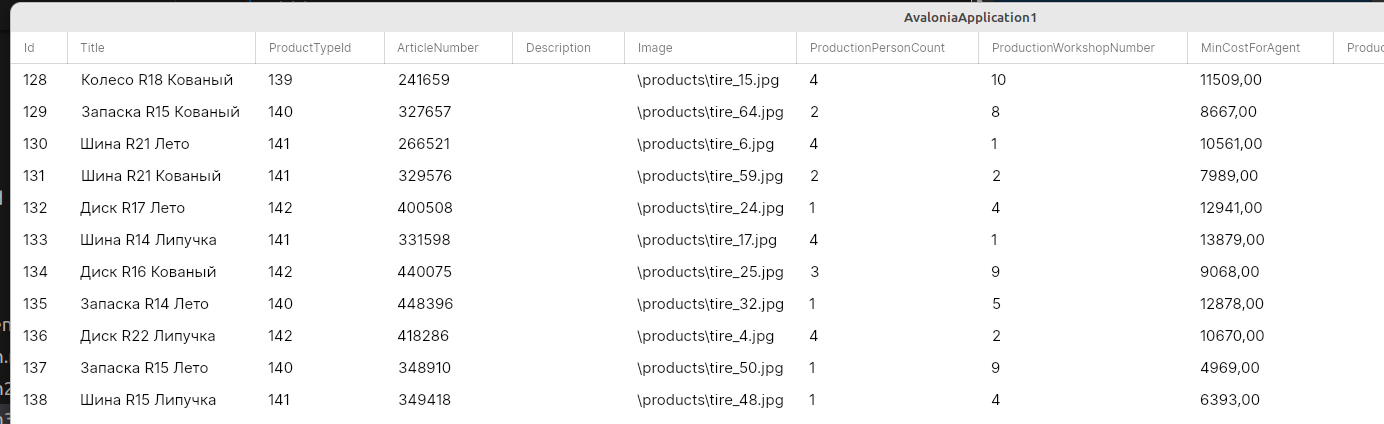 AvaloniaApplication1
Id Title ProductTypeId ArticleNumber Description Image ProductionPersonCount ProductionWorkshopNumber MinCostForAgent
128 Колесо R18 Кованый 139 241659 \products\tire_15.jpg 4 10 11509,00
129 Запаска R15 Кованый 140 327657 \products\tire_64.jpg 2 8 8667,00
130 Шина R21 Лето 141 266521 \products\tire_6.jpg 4 1 10561,00
131 Шина R21 Кованый 141 329576 \products\tire_59.jpg 2 2 7989,00
132 Диск R17 Лето 142 400508 \products\tire_24.jpg 1 4 12941,00
133 Шина R14 Липучка 141 331598 \products\tire_17.jpg 4 1 13879,00
134 Диск R16 Кованый 142 440075 \products\tire_25.jpg 3 9 9068,00
135 Запаска R14 Лето 140 448396 \products\tire_32.jpg 1 5 12878,00
136 Диск R22 Липучка 142 418286 \products\tire_4.jpg 4 2 10670,00
137 Запаска R15 Лето 140 348910 \products\tire_50.jpg 1 9 4969,00
138 Шина R15 Липучка 141 349418 \products\tire_48.jpg 1 4 6393,00